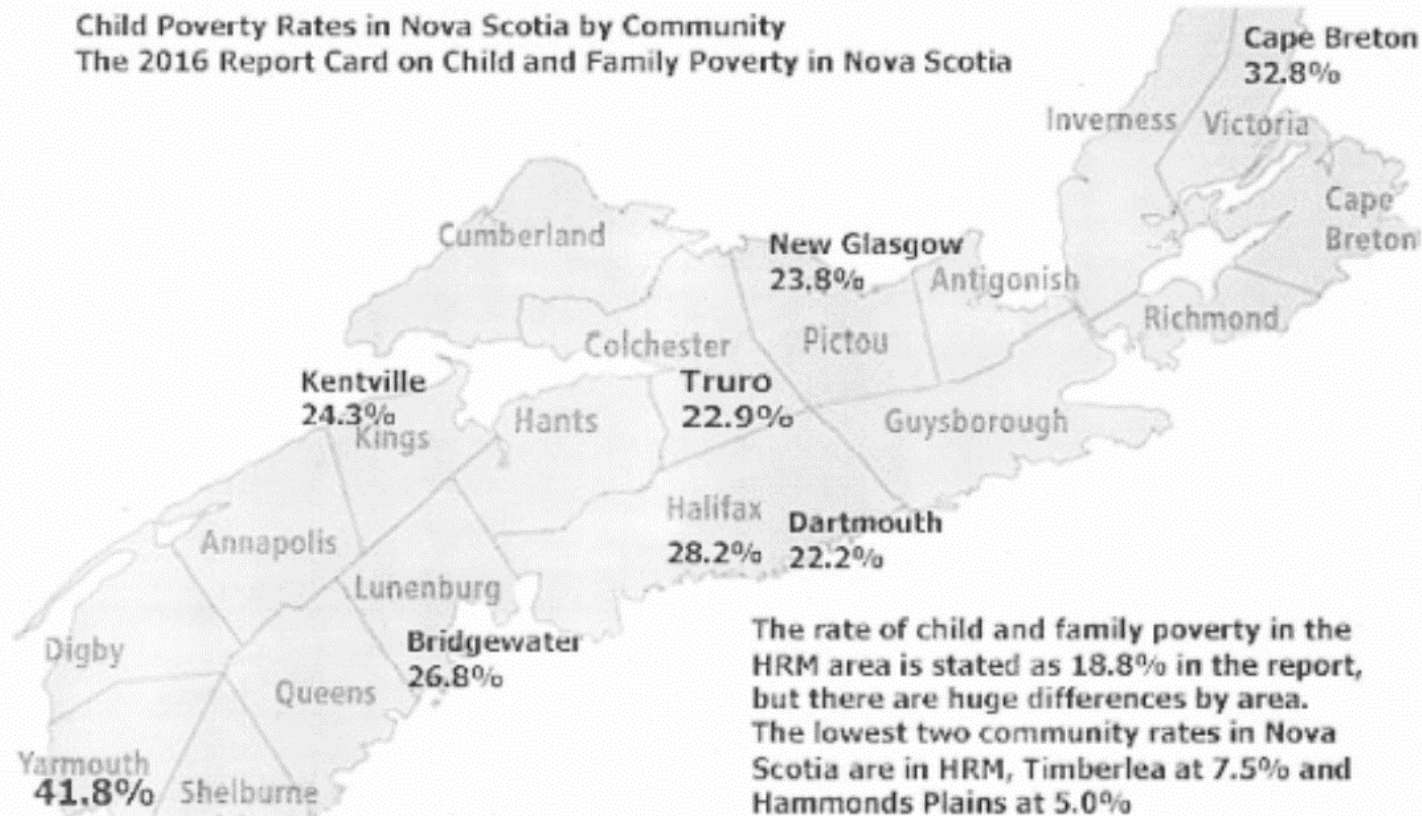 Child Poverty Rates in Nova Scotia by Community
The 2016 Report Card on Child and Family Poverty in Nova Scotia
Cape Breton
32.8%
Inverness
Victoria
Cape
Breton
Cumberland
New Glasgow
23.8%
Antigonish
Richmond
Colchester
Pictou
Kentville
24.3%
Kings
Truro
22.9%
Hants
Guysborough
Halifax
28.2%
Dartmouth
22.2%
Annapolis
Lunenburg
Bridgewater
26.8%
Digby
Queens
Yarmouth
41.8%
Shelburne
The rate of child and family poverty in the
HRM area is stated as 18.8% in the report,
but there are huge differences by area.
The lowest two community rates in Nova
Scotia are in HRM, Timberlea at 7.5% and
Hammonds Plains at 5.0%